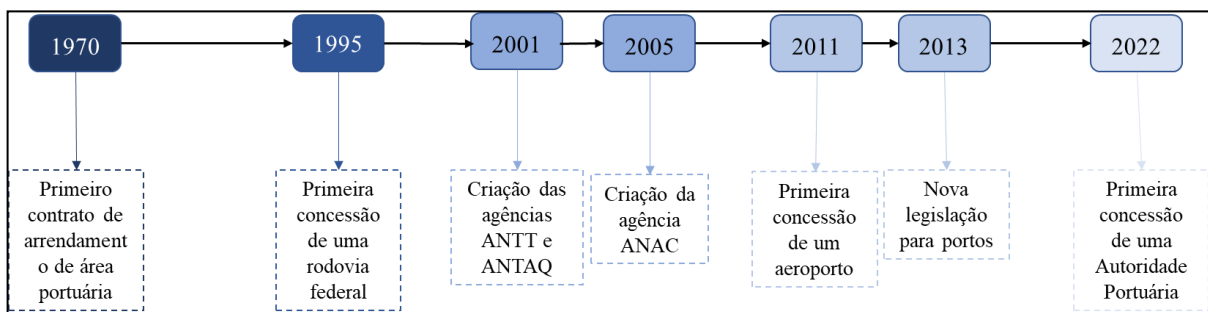 1970
1995
2001
2005
2011
2013
2022
Primeiro
contrato de
arrendament
o de área
portuária
Primeira
concessão
de uma
rodovia
federal
Criação das
agências
ANTT e
ANTAQ
Criação da
agência
ANAC
Primeira
concessão
de um
aeroporto
Nova
legislação
para portos
Primeira
concessão
de uma
Autoridade
Portuária